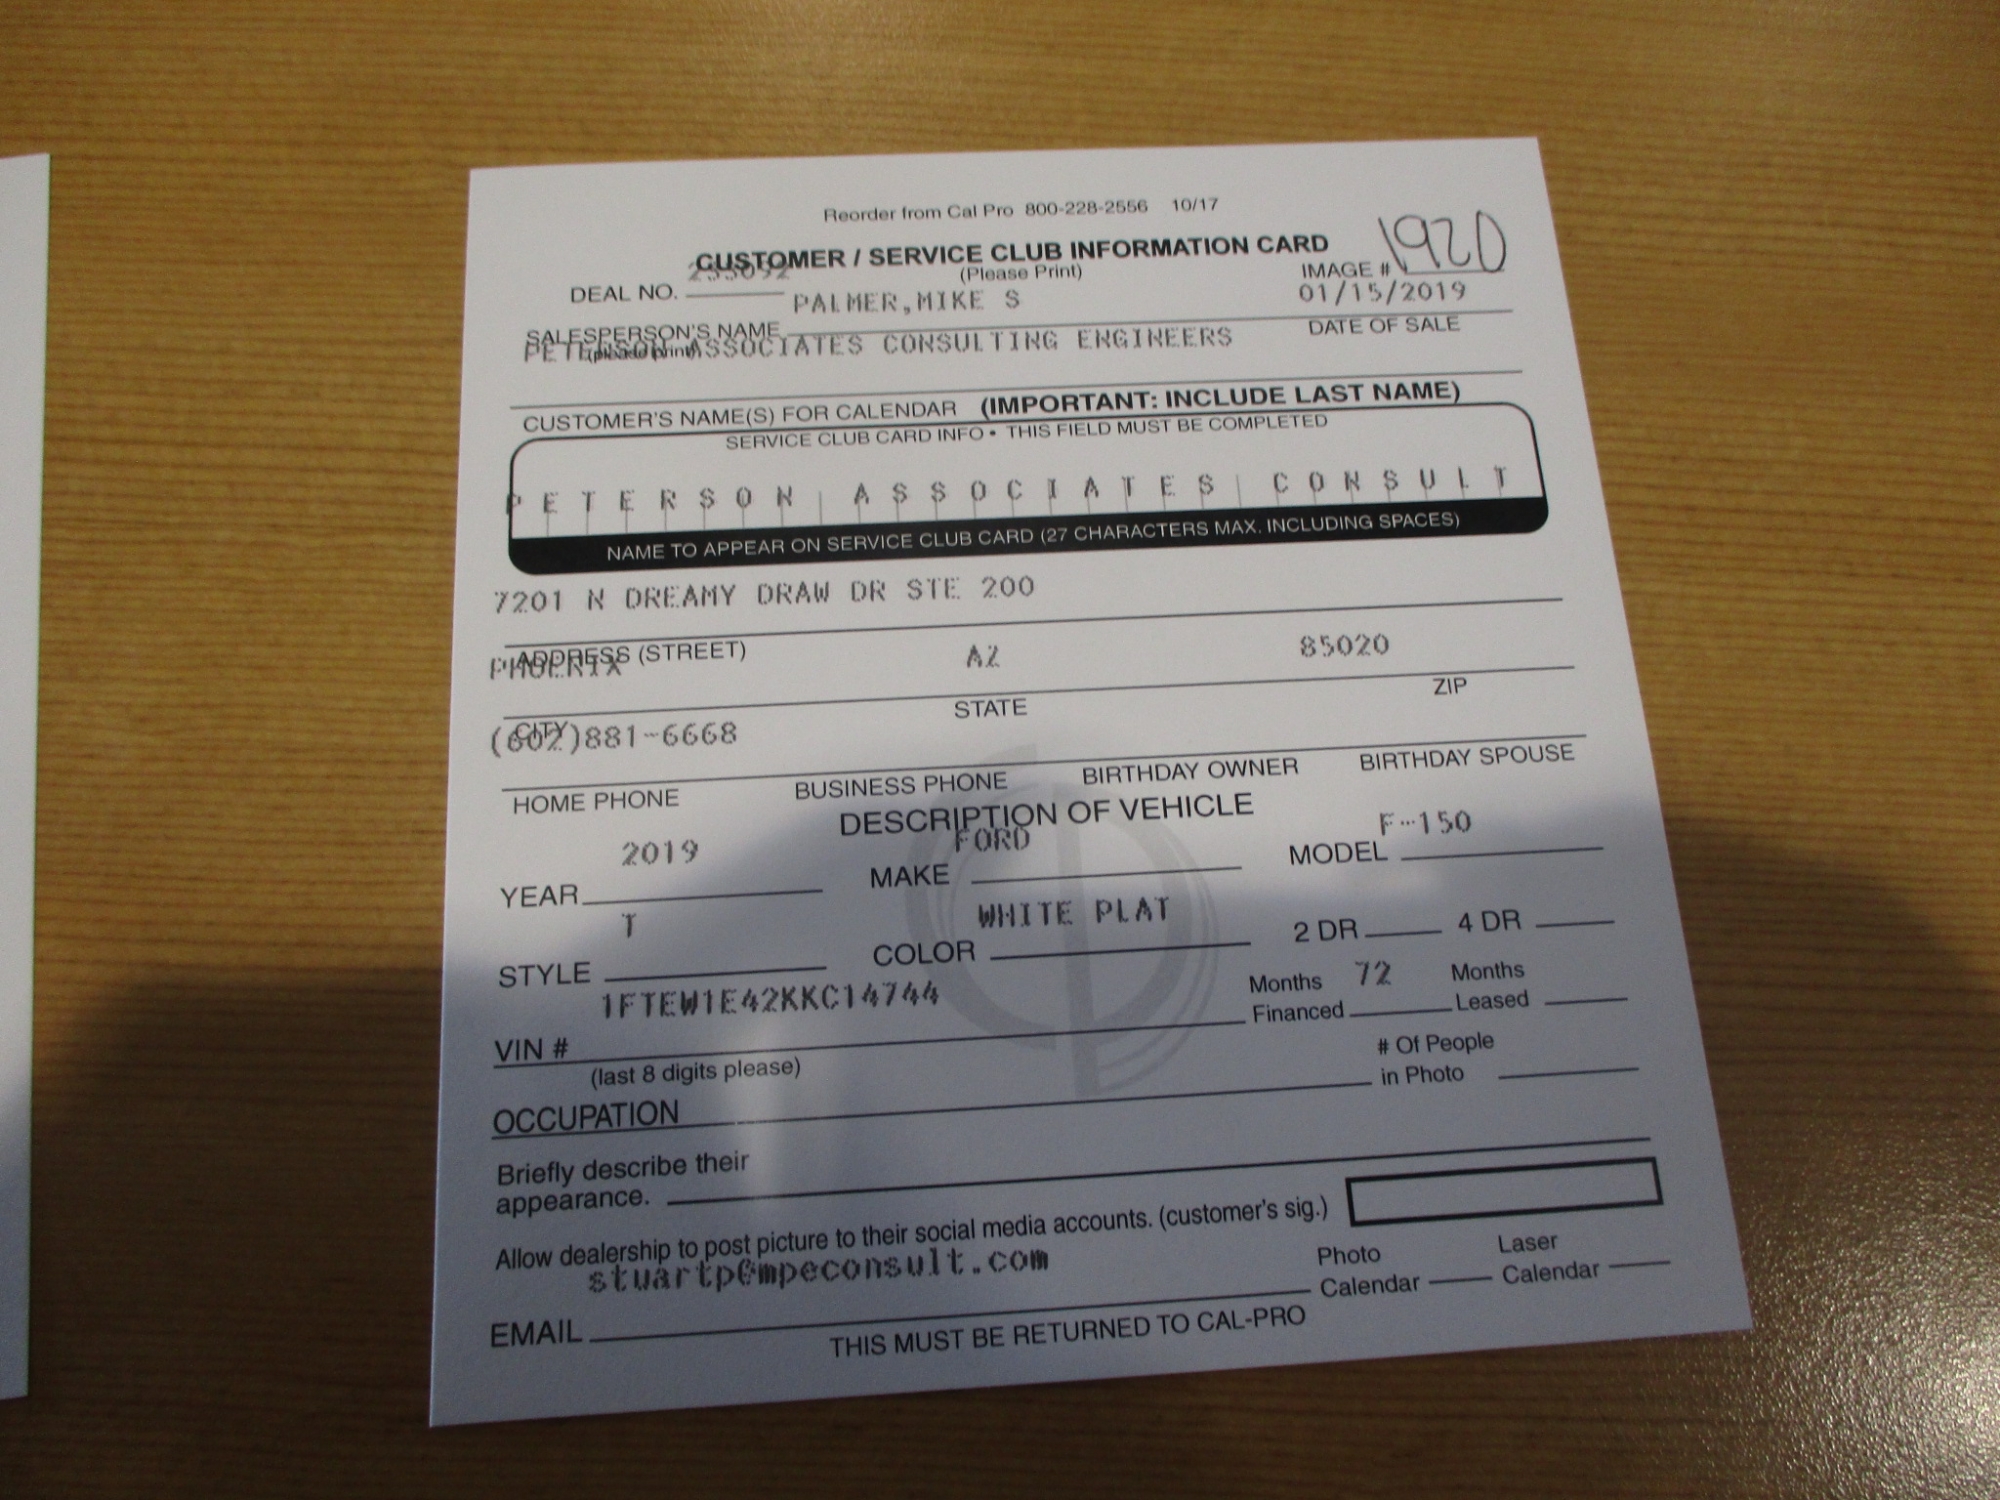 Reorder from Cal Pro 800-228-2556 10/17
CUSTOMER / SERVICE CLUB INFORMATION CARD
(Please Print)
IMAGE # 1920
DEAL NO.
PALMER,MIKE S 01/15/2019
SALESPERSON'S NAME DATE OF SALE
(please print)
PETERSON ASSOCIATES CONSULTING ENGINEERS
CUSTOMER'S NAME(S) FOR CALENDAR (IMPORTANT: INCLUDE LAST NAME)
SERVICE CLUB CARD INFO • THIS FIELD MUST BE COMPLETED
PETERSON ASSOCIATES CONSULT
NAME TO APPEAR ON SERVICE CLUB CARD (27 CHARACTERS MAX. INCLUDING SPACES)
7201 N DREAMY DRAW DR STE 200
ADDRESS (STREET)
PHOENIX AZ 85020
CITY STATE ZIP
(602)881-6668
HOME PHONE BUSINESS PHONE BIRTHDAY OWNER BIRTHDAY SPOUSE
DESCRIPTION OF VEHICLE
2019 FORD F-150
YEAR MAKE MODEL
T WHITE PLAT
STYLE COLOR 2 DR 4 DR
1FTEW1E42KKC14744
VIN # Months Financed 72 Months Leased
(last 8 digits please)
OCCUPATION # Of People in Photo
Briefly describe their
appearance.
Allow dealership to post picture to their social media accounts. (customer's sig.)
stuartp@mpeconsult.com
EMAIL Photo Calendar Laser Calendar
THIS MUST BE RETURNED TO CAL-PRO